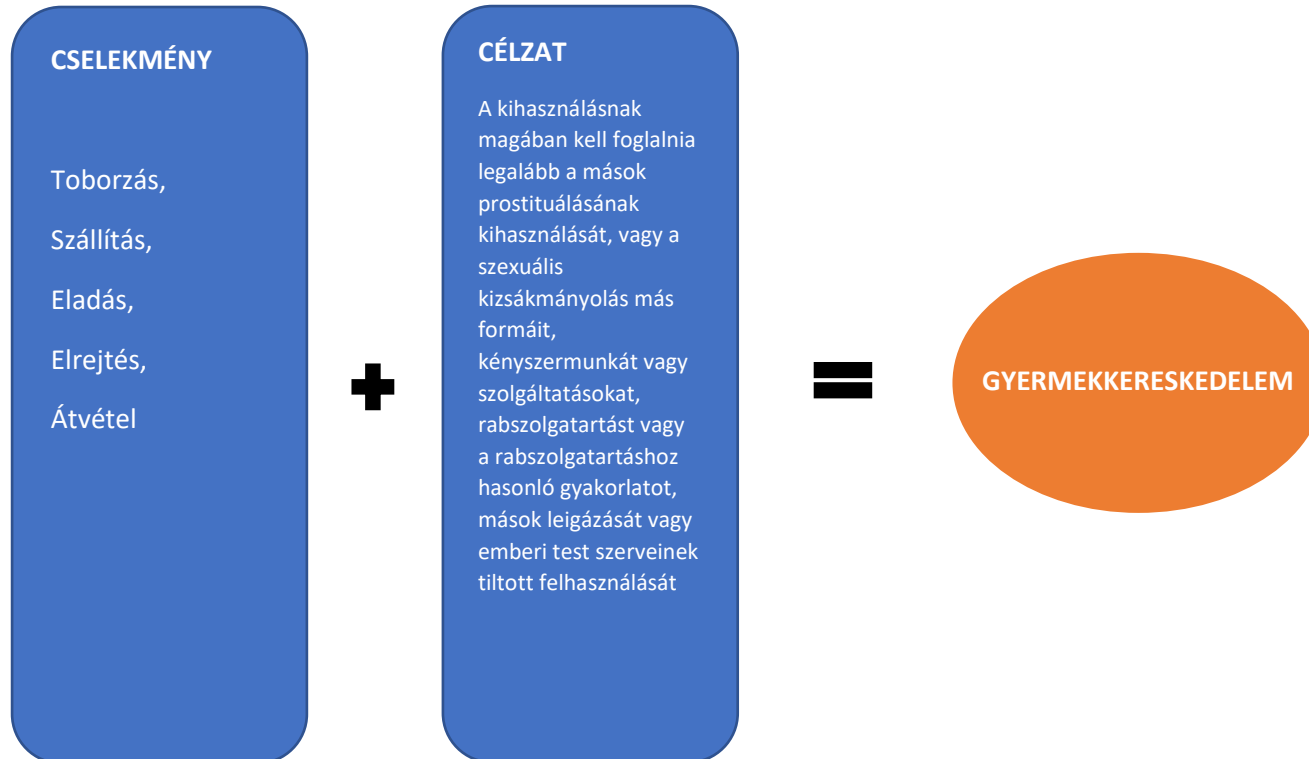 CSELEKMÉNY
Toborzás,
Szállítás,
Eladás,
Elrejtés,
Átvétel
CÉLZAT
A kihasználásnak
magában kell foglalnia
legalább a mások
prostituálásának
kihasználását, vagy a
szexuális
kizsákmányolás más
formáit,
kényszermunkát vagy
szolgáltatásokat,
rabszolgatartást vagy
a rabszolgatartáshoz
hasonló gyakorlatot,
mások leigázását vagy
emberi test szerveinek
tiltott felhasználását
GYERMEKKERESKEDELEM